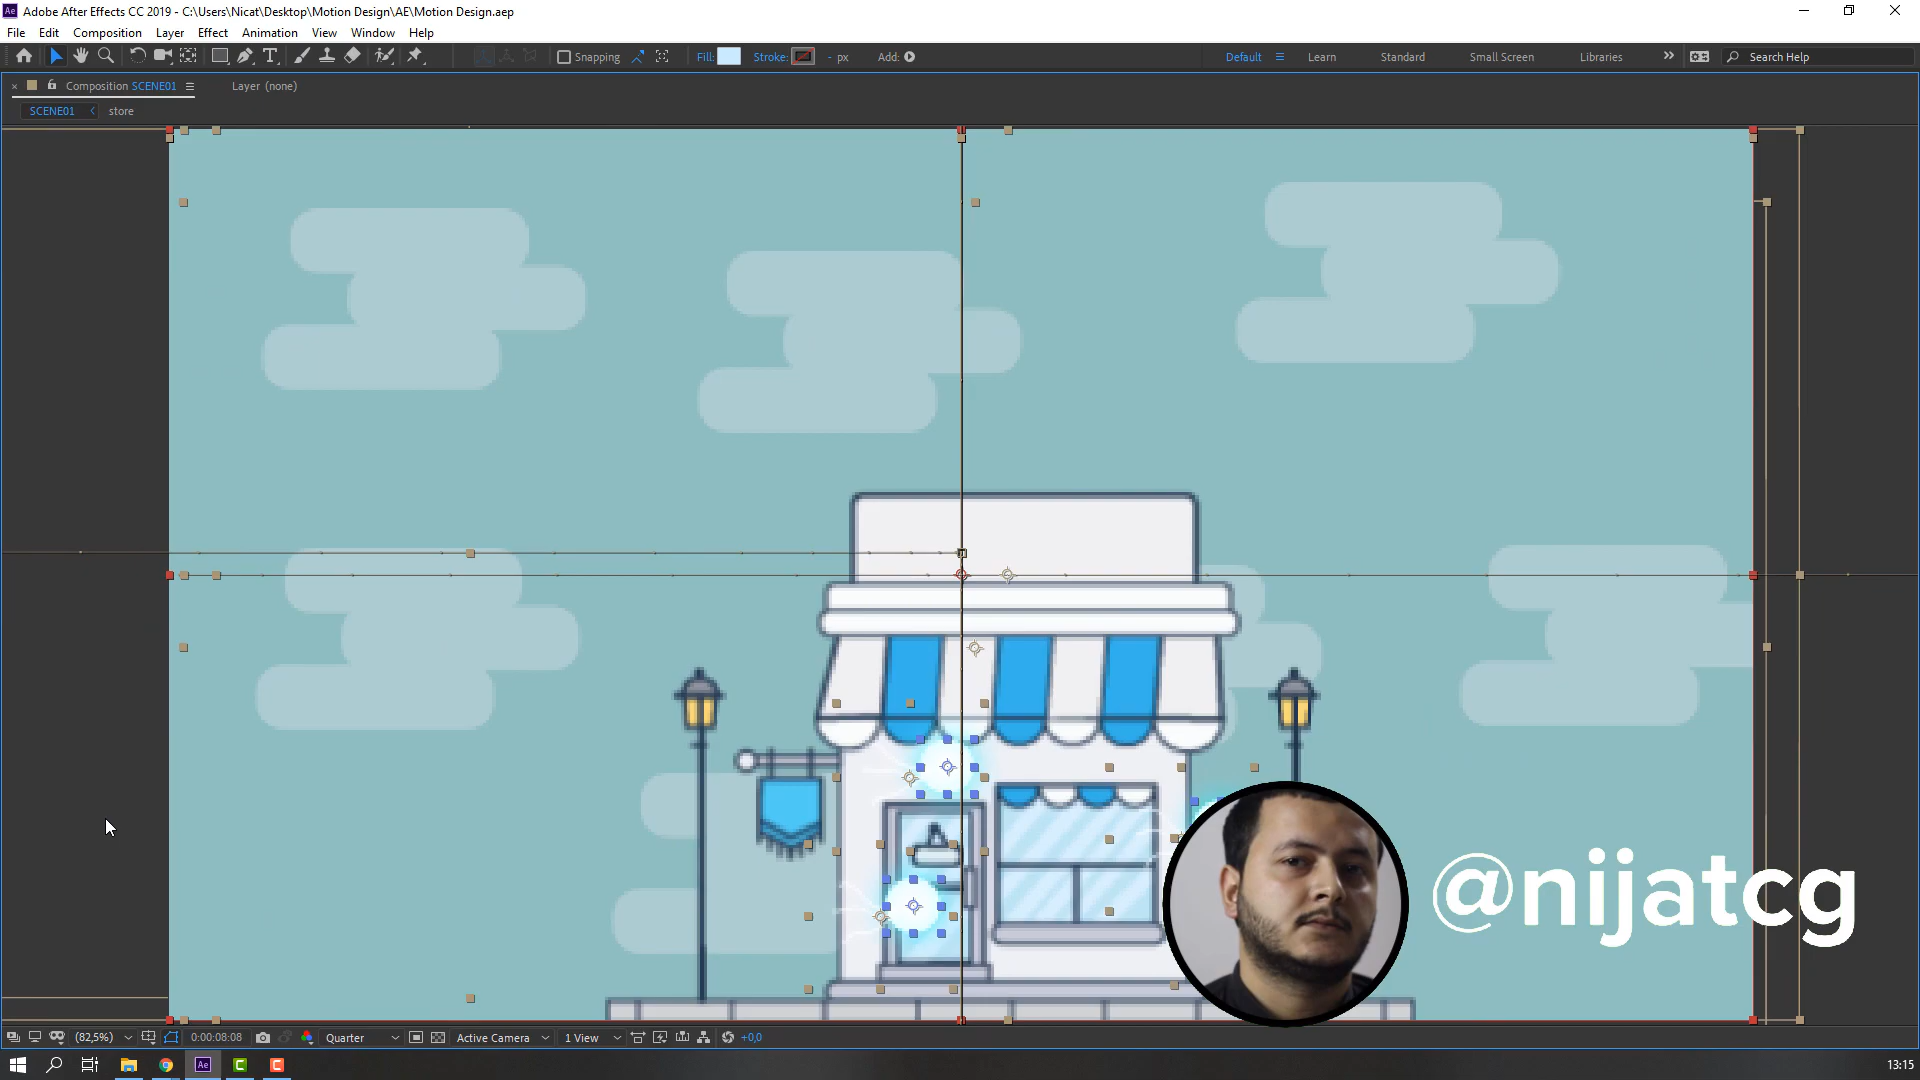 Adobe After Effects CC 2019 - C:\Users\Nicat\Desktop\Motion Design\AE\Motion Design.aep
File Edit Composition Layer Effect Animation View Window Help
Snapping Fill: Stroke: - px Add: Default Learn Standard Small Screen Libraries Search Help
Composition SCENE01 Layer (none)
SCENE01 store
@nijatcg
(82,5%) 0:00:08:08 Quarter Active Camera 1 View +0,0
Ae 13:15